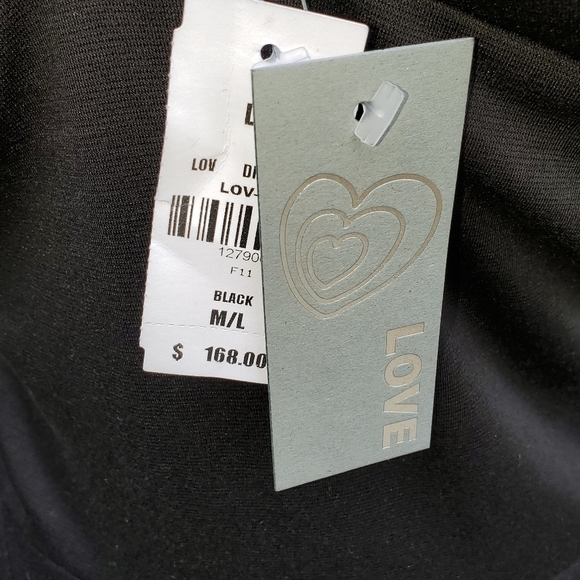 LOV
LOV-
12790
F11
BLACK
M/L
$ 168.00
LOVE